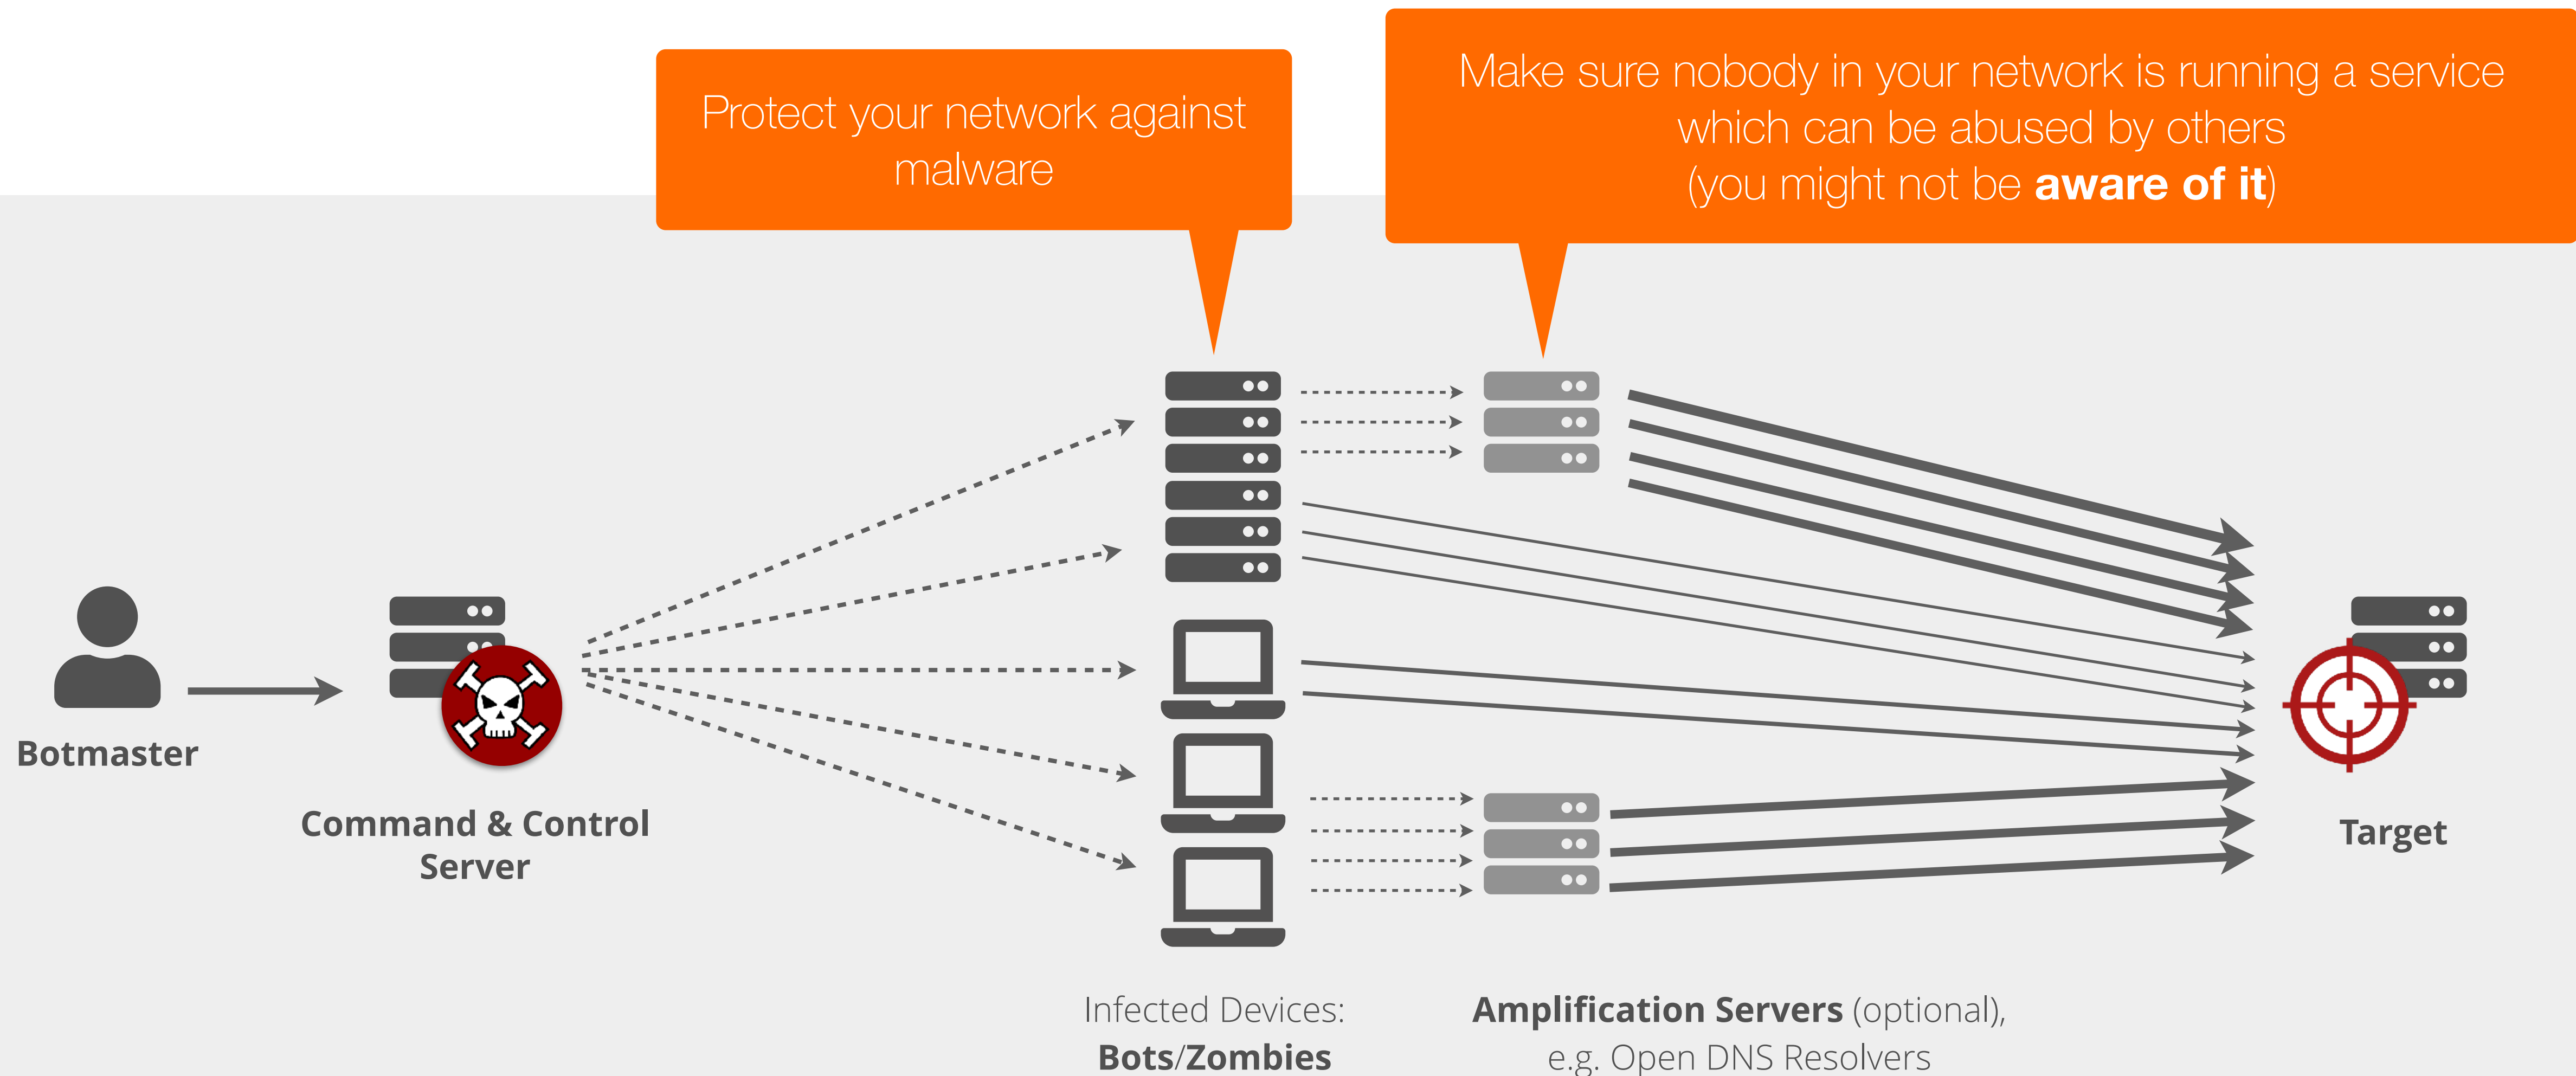 Protect your network against
malware
Make sure nobody in your network is running a service
which can be abused by others
(you might not be aware of it)
Botmaster
Command & Control
Server
Target
Infected Devices:
Bots/Zombies
Amplification Servers (optional),
e.g. Open DNS Resolvers